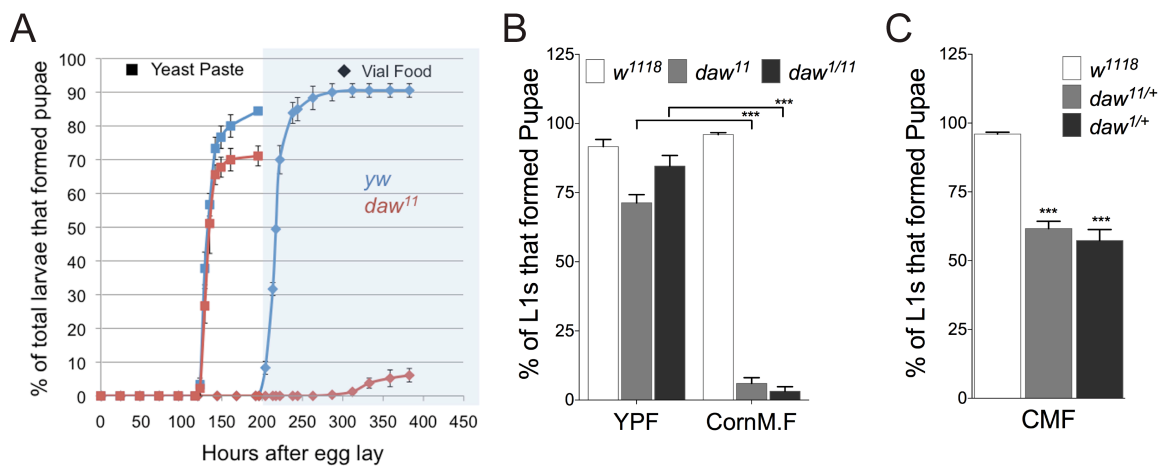 A
% of total larvae that formed pupae
100
90
80
70
60
50
40
30
20
10
0
Yeast Paste
Vial Food
yw
daw11
0 50 100 150 200 250 300 350 400 450
Hours after egg lay
B
% of L1s that formed Pupae
125
100
75
50
25
0
w1118 daw11 daw1/11
***
***
YPF CornM.F
C
% of L1s that formed Pupae
125
100
75
50
25
0
w1118
daw11/+
daw1/+
***
***
CMF